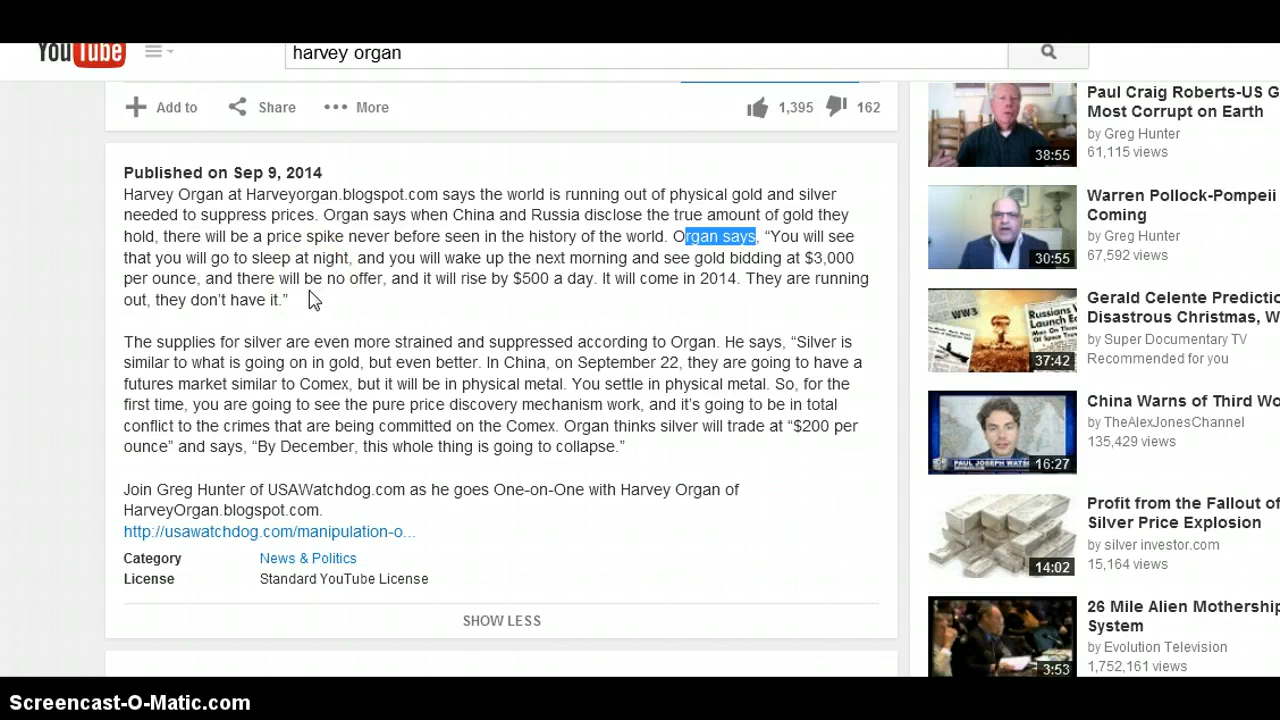 YouTube
harvey organ
Add to Share More 1,395 162
Published on Sep 9, 2014
Harvey Organ at Harveyorgan.blogspot.com says the world is running out of physical gold and silver
needed to suppress prices. Organ says when China and Russia disclose the true amount of gold they
hold, there will be a price spike never before seen in the history of the world. Organ says, “You will see
that you will go to sleep at night, and you will wake up the next morning and see gold bidding at $3,000
per ounce, and there will be no offer, and it will rise by $500 a day. It will come in 2014. They are running
out, they don’t have it.”
The supplies for silver are even more strained and suppressed according to Organ. He says, “Silver is
similar to what is going on in gold, but even better. In China, on September 22, they are going to have a
futures market similar to Comex, but it will be in physical metal. You settle in physical metal. So, for the
first time, you are going to see the pure price discovery mechanism work, and it’s going to be in total
conflict to the crimes that are being committed on the Comex. Organ thinks silver will trade at “$200 per
ounce” and says, “By December, this whole thing is going to collapse.”
Join Greg Hunter of USAWatchdog.com as he goes One-on-One with Harvey Organ of
HarveyOrgan.blogspot.com.
http://usawatchdog.com/manipulation-o...
Category News & Politics
License Standard YouTube License
SHOW LESS
Paul Craig Roberts-US G
Most Corrupt on Earth
by Greg Hunter
61,115 views
38:55
Warren Pollock-Pompeii
Coming
by Greg Hunter
67,592 views
30:55
Gerald Celente Predictio
Disastrous Christmas, W
by Super Documentary TV
Recommended for you
WW3
Russians
Launch
37:42
China Warns of Third Wo
by TheAlexJonesChannel
135,429 views
PAUL JOSEPH WATS
16:27
Profit from the Fallout of
Silver Price Explosion
by silver investor.com
15,164 views
14:02
26 Mile Alien Mothership
System
by Evolution Television
1,752,161 views
3:53
Screencast-O-Matic.com